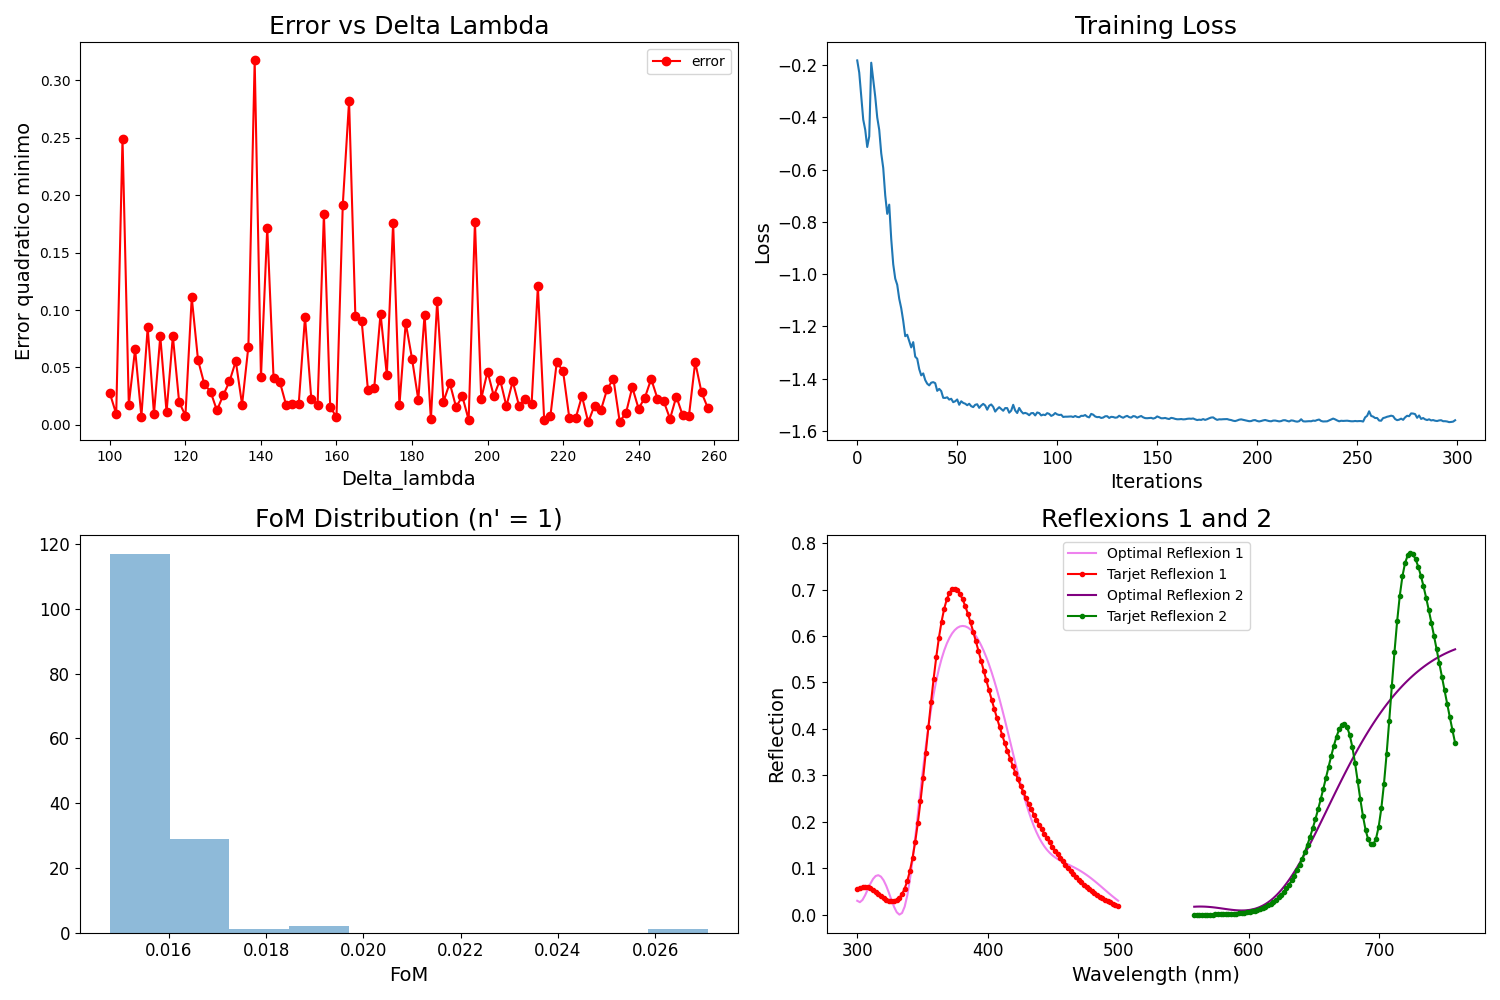 Error vs Delta Lambda
error
Error quadratico minimo
0.30
0.25
0.20
0.15
0.10
0.05
0.00
100 120 140 160 180 200 220 240 260
Delta_lambda
Training Loss
Loss
−0.2
−0.4
−0.6
−0.8
−1.0
−1.2
−1.4
−1.6
0 50 100 150 200 250 300
Iterations
FoM Distribution (n' = 1)
120
100
80
60
40
20
0
0.016 0.018 0.020 0.022 0.024 0.026
FoM
Reflexions 1 and 2
Optimal Reflexion 1
Tarjet Reflexion 1
Optimal Reflexion 2
Tarjet Reflexion 2
Reflection
0.8
0.7
0.6
0.5
0.4
0.3
0.2
0.1
0.0
300 400 500 600 700
Wavelength (nm)